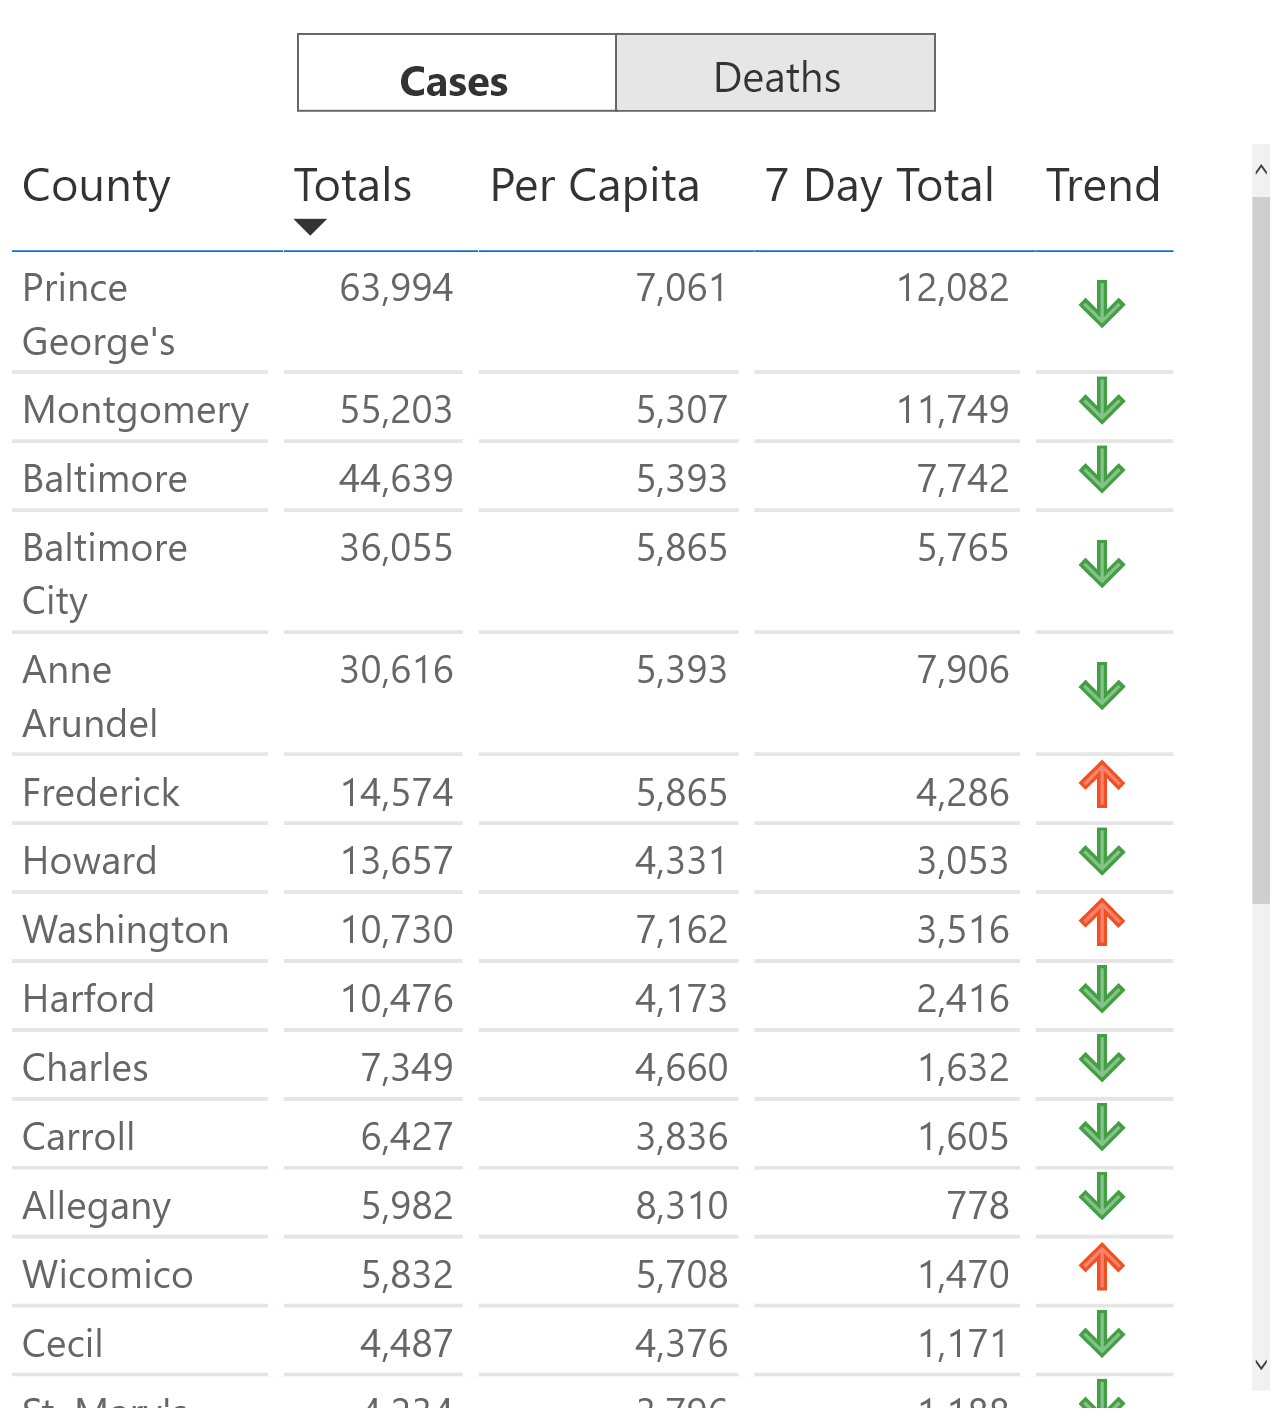 Cases Deaths
County Totals Per Capita 7 Day Total Trend
Prince 63,994 7,061 12,082
George's
Montgomery 55,203 5,307 11,749
Baltimore 44,639 5,393 7,742
Baltimore 36,055 5,865 5,765
City
Anne 30,616 5,393 7,906
Arundel
Frederick 14,574 5,865 4,286
Howard 13,657 4,331 3,053
Washington 10,730 7,162 3,516
Harford 10,476 4,173 2,416
Charles 7,349 4,660 1,632
Carroll 6,427 3,836 1,605
Allegany 5,982 8,310 778
Wicomico 5,832 5,708 1,470
Cecil 4,487 4,376 1,171
St. Mary's